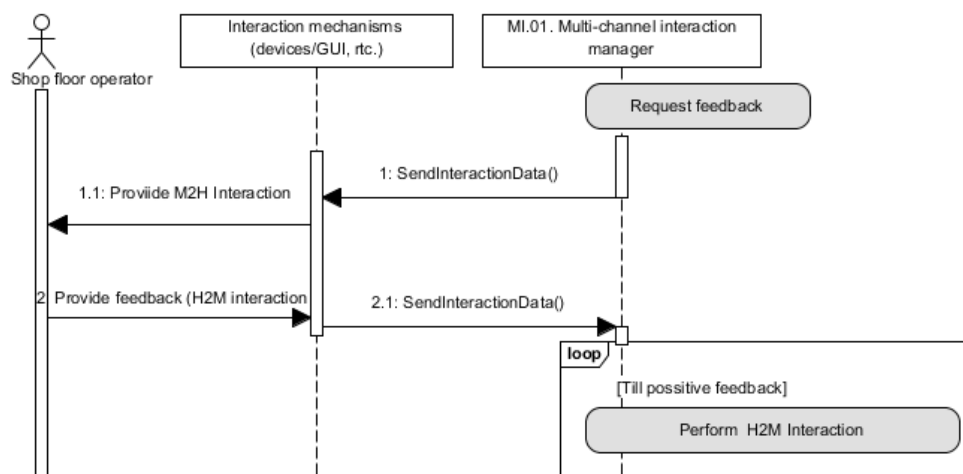 Interaction mechanisms
(devices/GUI, rtc.)
MI.01. Multi-channel interaction
manager
Shop floor operator
Request feedback
1: SendInteractionData()
1.1: Proviide M2H Interaction
2: Provide feedback (H2M interaction
2.1: SendInteractionData()
loop
[Till possitive feedback]
Perform H2M Interaction